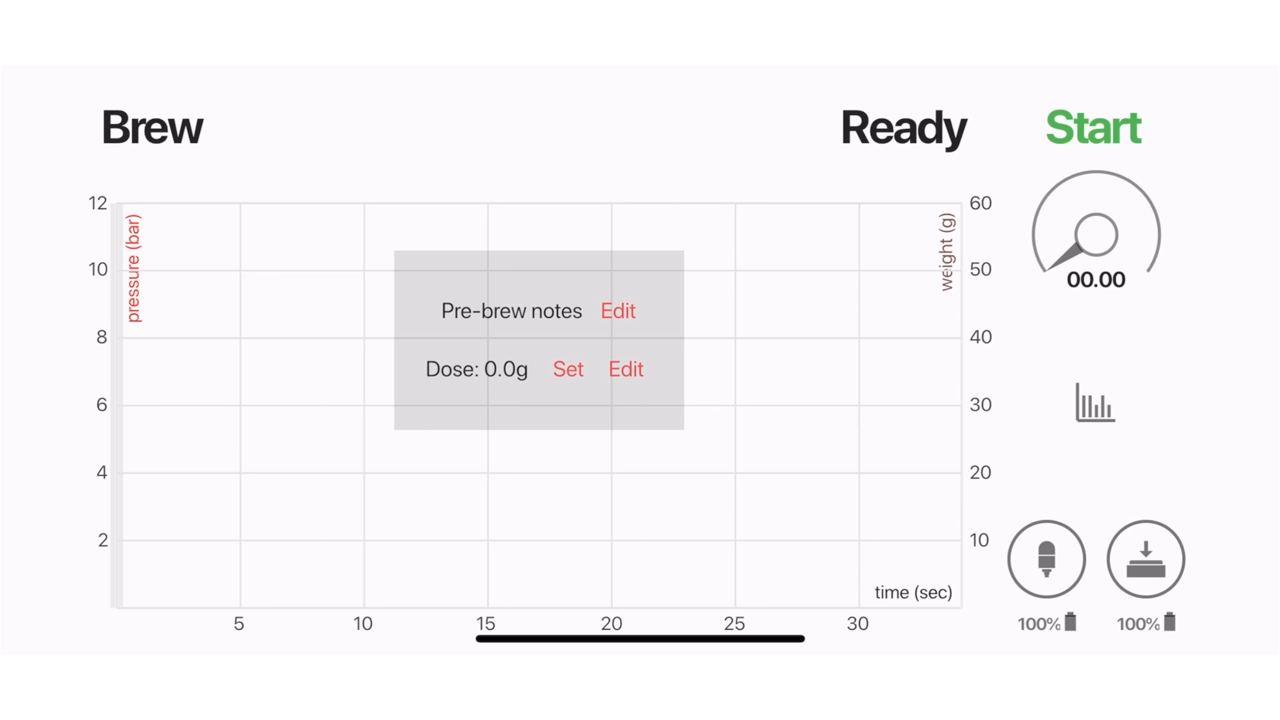 Brew
Ready
Start
12
10
8
6
4
2
pressure (bar)
Pre-brew notes Edit
Dose: 0.0g Set Edit
weight (g)
60
50
40
30
20
10
time (sec)
5 10 15 20 25 30
00.00
100% 100%